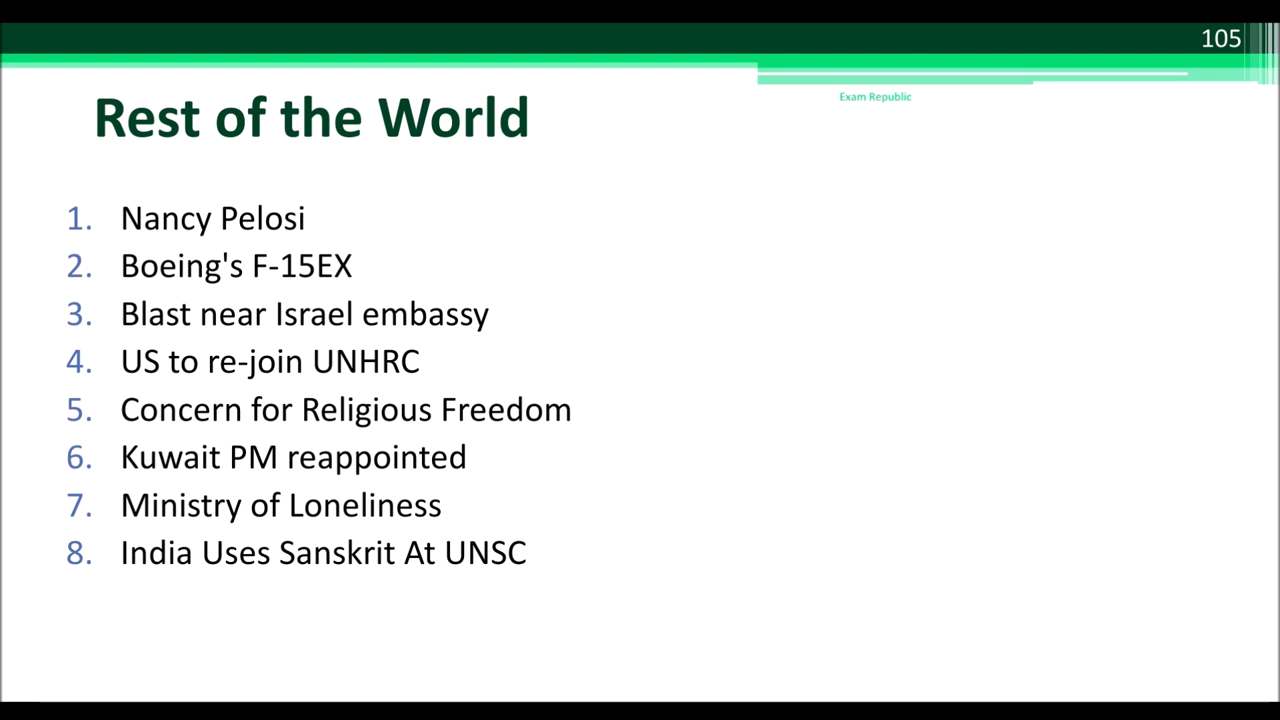 105
Exam Republic
Rest of the World
1. Nancy Pelosi
2. Boeing's F-15EX
3. Blast near Israel embassy
4. US to re-join UNHRC
5. Concern for Religious Freedom
6. Kuwait PM reappointed
7. Ministry of Loneliness
8. India Uses Sanskrit At UNSC